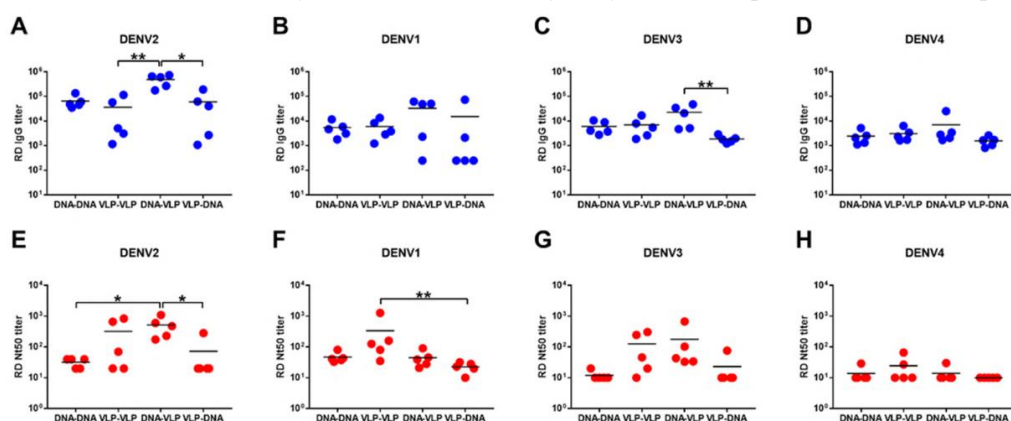 A
DENV2
**
*
RD IgG titer
10⁶
10⁵
10⁴
10³
10²
10¹
DNA-DNA VLP-VLP DNA-VLP VLP-DNA
B
DENV1
RD IgG titer
10⁶
10⁵
10⁴
10³
10²
10¹
DNA-DNA VLP-VLP DNA-VLP VLP-DNA
C
DENV3
**
RD IgG titer
10⁶
10⁵
10⁴
10³
10²
10¹
DNA-DNA VLP-VLP DNA-VLP VLP-DNA
D
DENV4
RD IgG titer
10⁶
10⁵
10⁴
10³
10²
10¹
DNA-DNA VLP-VLP DNA-VLP VLP-DNA
E
DENV2
*
*
RD Nt50 titer
10⁴
10³
10²
10¹
10⁰
DNA-DNA VLP-VLP DNA-VLP VLP-DNA
F
DENV1
**
RD Nt50 titer
10⁴
10³
10²
10¹
10⁰
DNA-DNA VLP-VLP DNA-VLP VLP-DNA
G
DENV3
RD Nt50 titer
10⁴
10³
10²
10¹
10⁰
DNA-DNA VLP-VLP DNA-VLP VLP-DNA
H
DENV4
RD Nt50 titer
10⁴
10³
10²
10¹
10⁰
DNA-DNA VLP-VLP DNA-VLP VLP-DNA